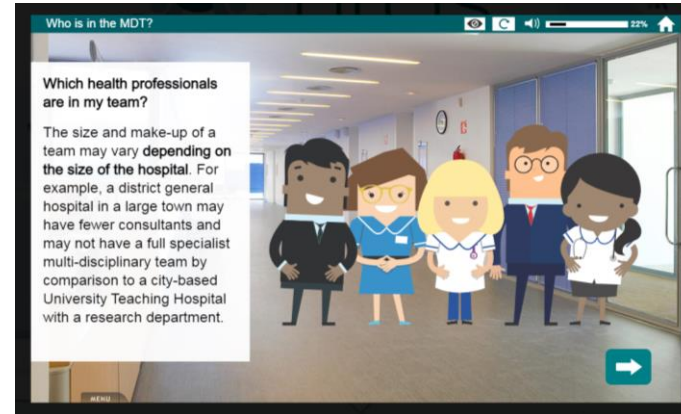 Who is in the MDT?
22%
Which health professionals
are in my team?
The size and make-up of a
team may vary depending on
the size of the hospital. For
example, a district general
hospital in a large town may
have fewer consultants and
may not have a full specialist
multi-disciplinary team by
comparison to a city-based
University Teaching Hospital
with a research department.
MENU